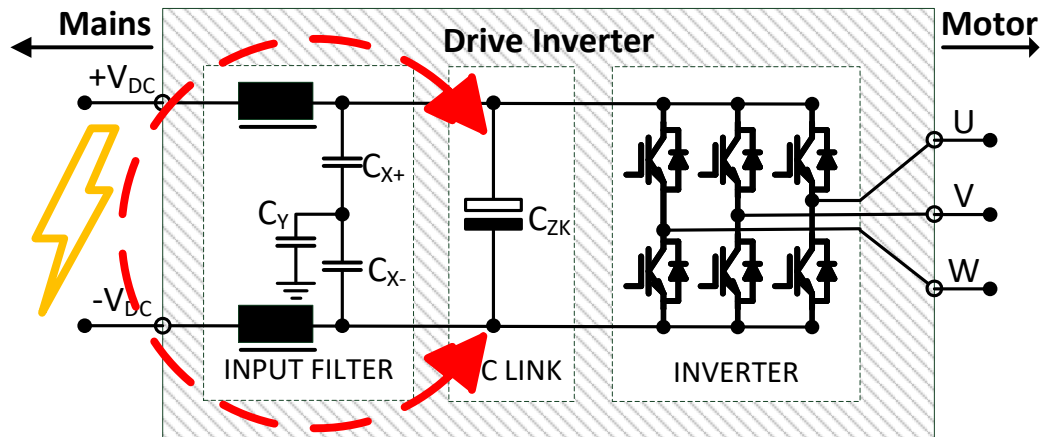 Mains
Drive Inverter
Motor
+VDC
CX+
CY
CX-
CZK
-VDC
U
V
W
INPUT FILTER
C LINK
INVERTER